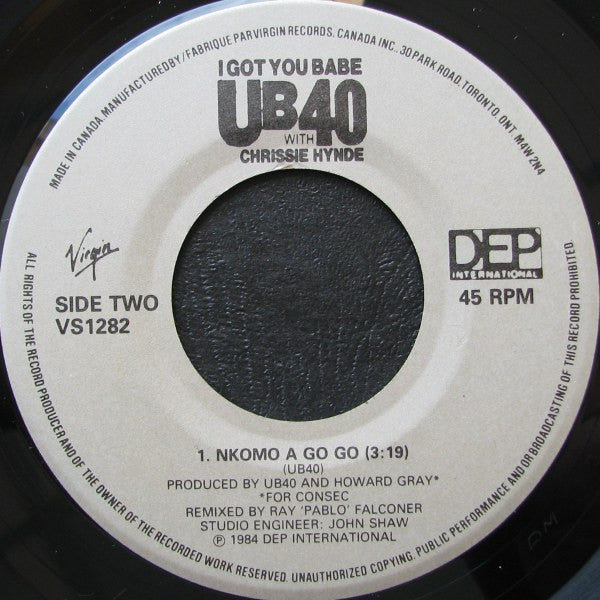 MADE IN CANADA. MANUFACTURED BY / FABRIQUE PAR VIRGIN RECORDS, CANADA INC., 30 PARK ROAD, TORONTO, ONT. M4W 2N4
I GOT YOU BABE
UB40
WITH
CHRISSIE HYNDE
Virgin
DEP
INTERNATIONAL
SIDE TWO
45 RPM
VS1282
1. NKOMO A GO GO (3:19)
(UB40)
PRODUCED BY UB40 AND HOWARD GRAY*
*FOR CONSEC
REMIXED BY RAY 'PABLO' FALCONER
STUDIO ENGINEER: JOHN SHAW
℗ 1984 DEP INTERNATIONAL
ALL RIGHTS OF THE RECORD PRODUCER AND OF THE OWNER OF THE RECORDED WORK RESERVED. UNAUTHORIZED COPYING, PUBLIC PERFORMANCE AND/OR BROADCASTING OF THIS RECORD PROHIBITED.